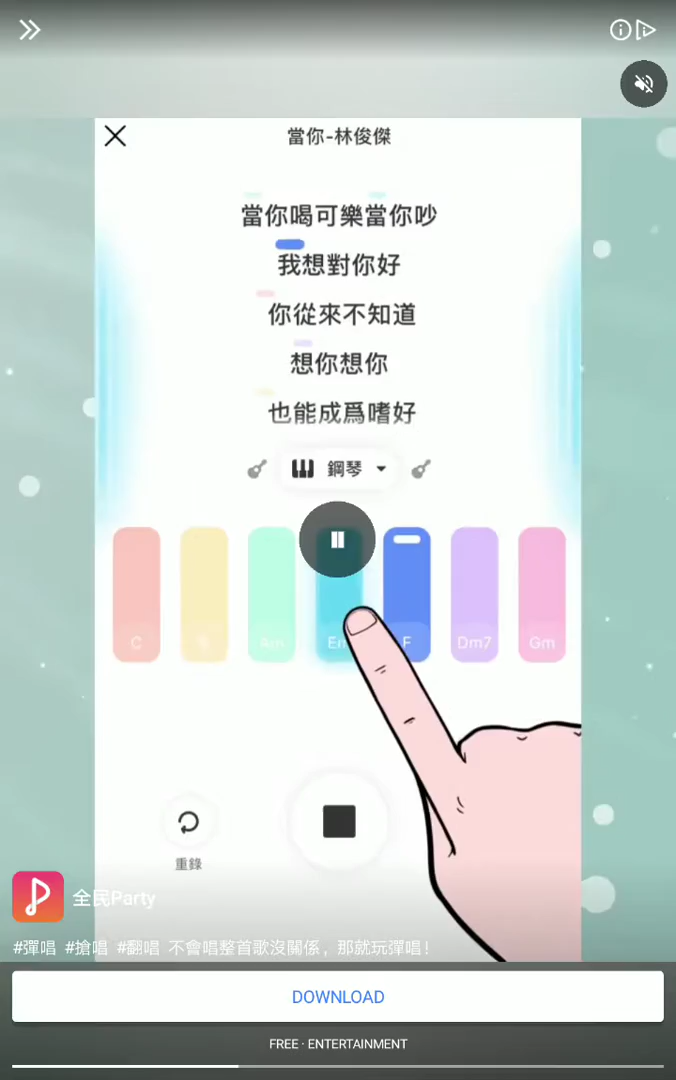 當你-林俊傑
當你喝可樂當你吵
我想對你好
你從來不知道
想你想你
也能成爲嗜好
鋼琴
C
Am
Em
F
Dm7
Gm
重錄
全民Party
#彈唱 #搶唱 #翻唱 不會唱整首歌沒關係，那就玩彈唱！
DOWNLOAD
FREE · ENTERTAINMENT